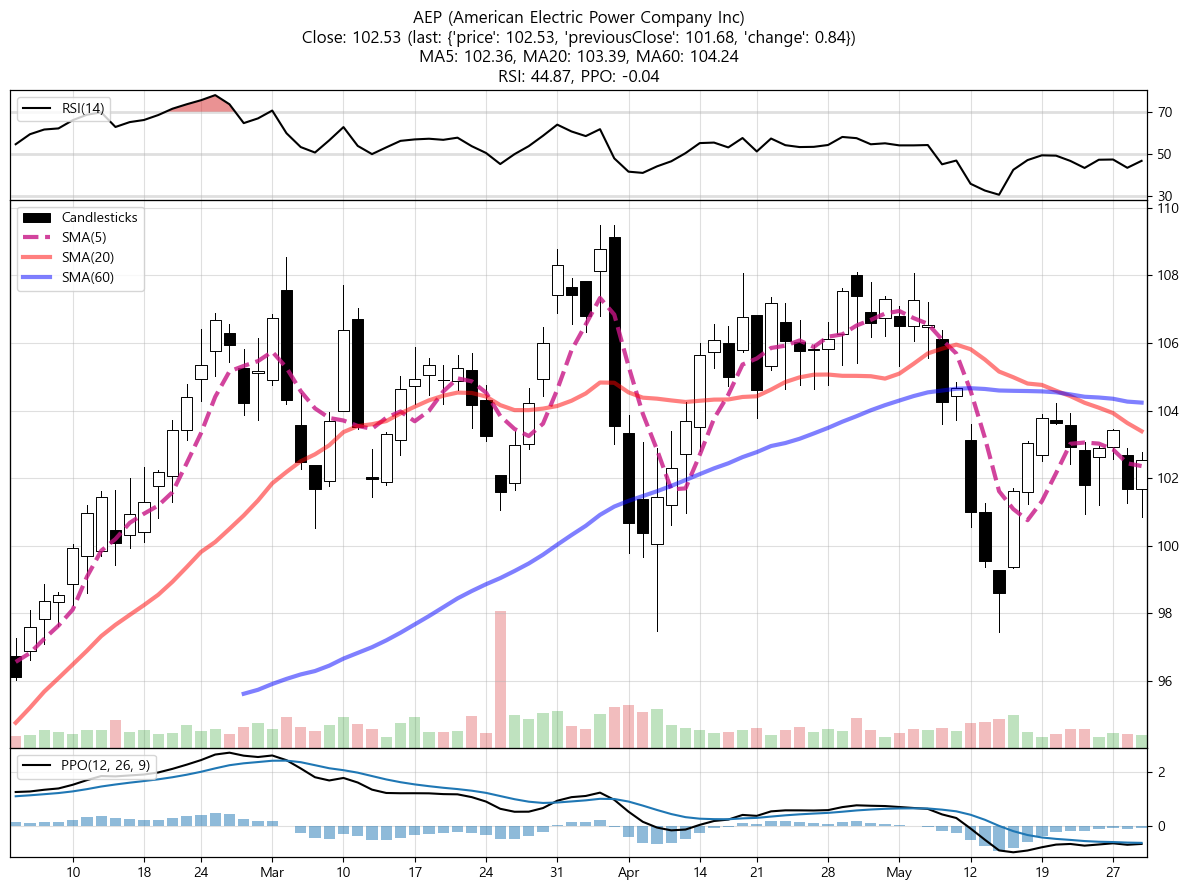 AEP (American Electric Power Company Inc)
Close: 102.53 (last: {'price': 102.53, 'previousClose': 101.68, 'change': 0.84})
MA5: 102.36, MA20: 103.39, MA60: 104.24
RSI: 44.87, PPO: -0.04
RSI(14)
70
50
30
Candlesticks
SMA(5)
SMA(20)
SMA(60)
110
108
106
104
102
100
98
96
PPO(12, 26, 9)
2
0
10 18 24 Mar 10 17 24 31 Apr 14 21 28 May 12 19 27